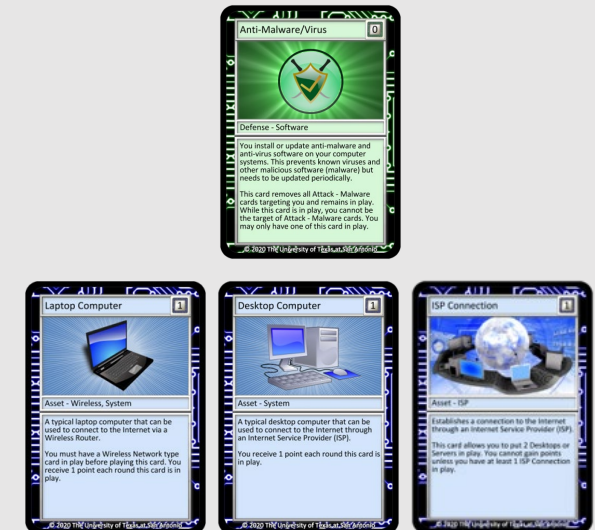 Anti-Malware/Virus 0
Defense - Software
You install or update anti-malware and
anti-virus software on your computer
systems. This prevents known viruses and
other malicious software (malware) but
needs to be updated periodically.
This card removes all Attack - Malware
cards targeting you and remains in play.
While this card is in play, you cannot be
the target of Attack - Malware cards. You
may only have one of this card in play.
© 2020 The University of Texas at San Antonio
Laptop Computer 1
Asset - Wireless, System
A typical laptop computer that can be
used to connect to the Internet via a
Wireless Router.
You must have a Wireless Network type
card in play before playing this card. You
receive 1 point each round this card is in
play.
© 2020 The University of Texas at San Antonio
Desktop Computer 1
Asset - System
A typical desktop computer that can be
used to connect to the Internet through
an Internet Service Provider (ISP).
You receive 1 point each round this card is
in play.
© 2020 The University of Texas at San Antonio
ISP Connection 1
Asset - ISP
Establishes a connection to the Internet
through an Internet Service Provider (ISP).
This card allows you to put 2 Desktops or
Servers in play. You cannot gain points
unless you have at least 1 ISP Connection
in play.
© 2020 The University of Texas at San Antonio